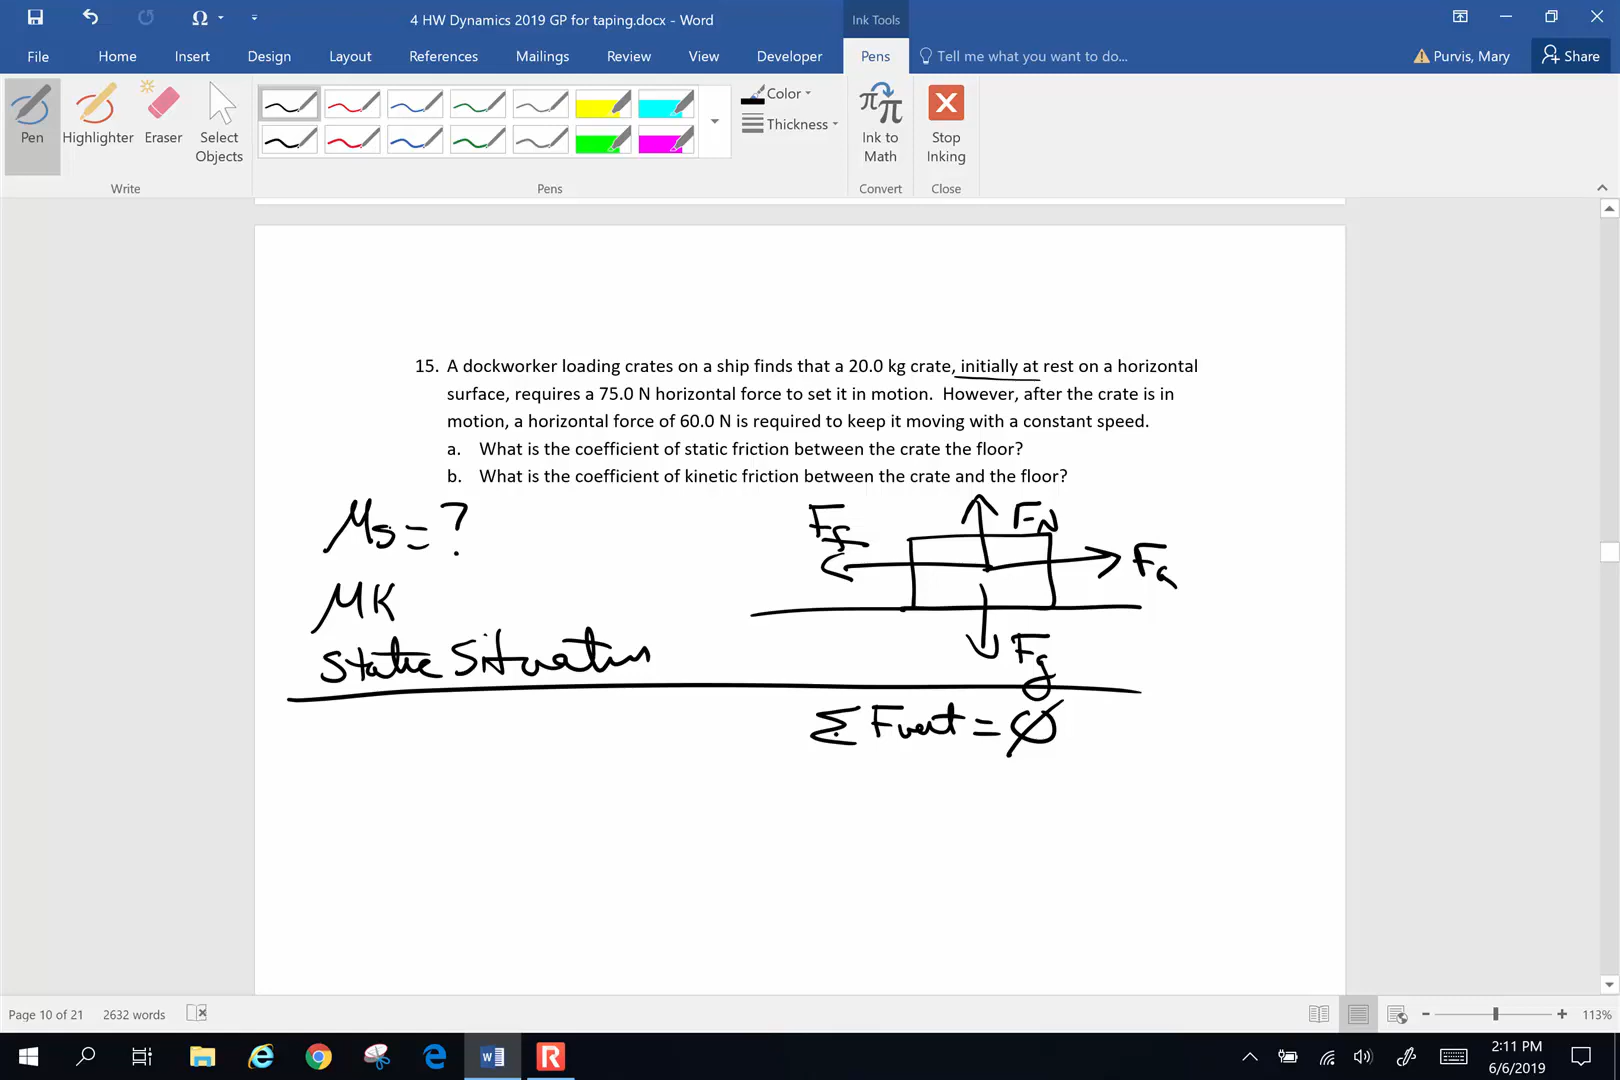 4 HW Dynamics 2019 GP for taping.docx - Word
Ink Tools
File Home Insert Design Layout References Mailings Review View Developer Pens Tell me what you want to do... Purvis, Mary Share
Pen Highlighter Eraser Select Objects
Color
Thickness
Ink to Math
Stop Inking
Write Pens Convert Close
15. A dockworker loading crates on a ship finds that a 20.0 kg crate, initially at rest on a horizontal
surface, requires a 75.0 N horizontal force to set it in motion. However, after the crate is in
motion, a horizontal force of 60.0 N is required to keep it moving with a constant speed.
a. What is the coefficient of static friction between the crate the floor?
b. What is the coefficient of kinetic friction between the crate and the floor?
μs = ?
μK
Static Situation
Ff
FN
Fa
Fg
Σ Fvert = ∅
Page 10 of 21 2632 words 113%
2:11 PM
6/6/2019